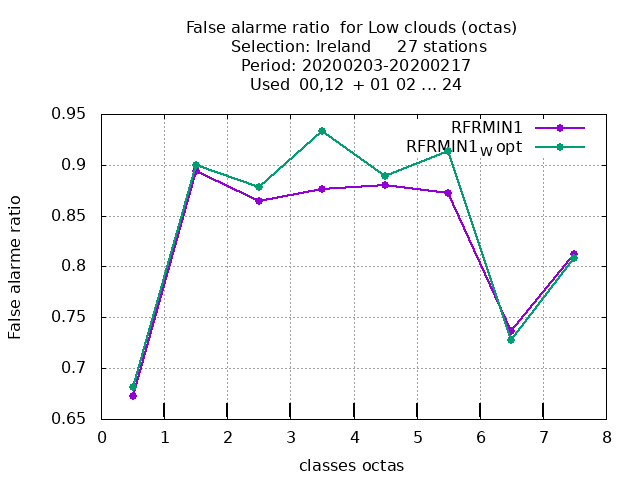 False alarme ratio  for Low clouds (octas)
Selection: Ireland     27 stations
Period: 20200203-20200217
Used  00,12  + 01 02 ... 24
RFRMIN1
RFRMIN1W opt
0.95
0.9
0.85
0.8
0.75
0.7
0.65
False alarme ratio
0 1 2 3 4 5 6 7 8
classes octas